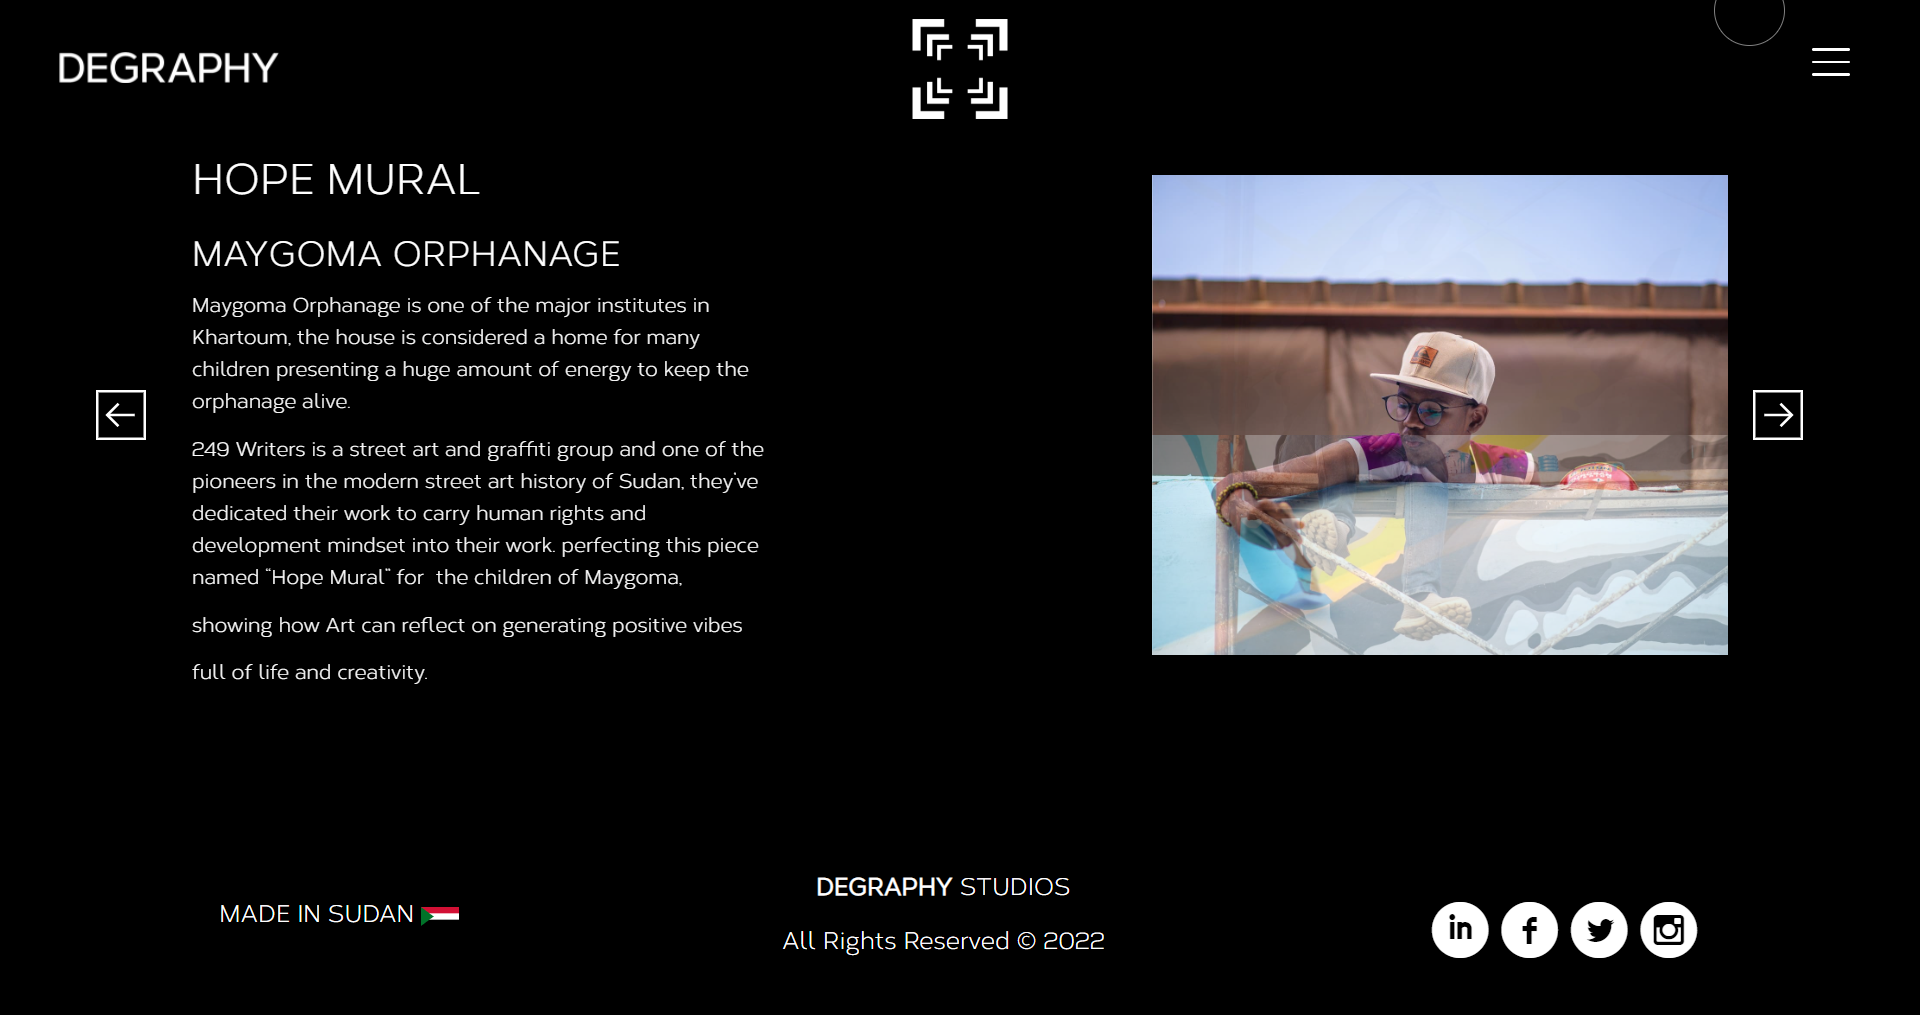 DEGRAPHY
HOPE MURAL
MAYGOMA ORPHANAGE
Maygoma Orphanage is one of the major institutes in
Khartoum, the house is considered a home for many
children presenting a huge amount of energy to keep the
orphanage alive.
249 Writers is a street art and graffiti group and one of the
pioneers in the modern street art history of Sudan, they've
dedicated their work to carry human rights and
development mindset into their work. perfecting this piece
named “Hope Mural” for  the children of Maygoma,
showing how Art can reflect on generating positive vibes
full of life and creativity.
MADE IN SUDAN
DEGRAPHY STUDIOS
All Rights Reserved © 2022